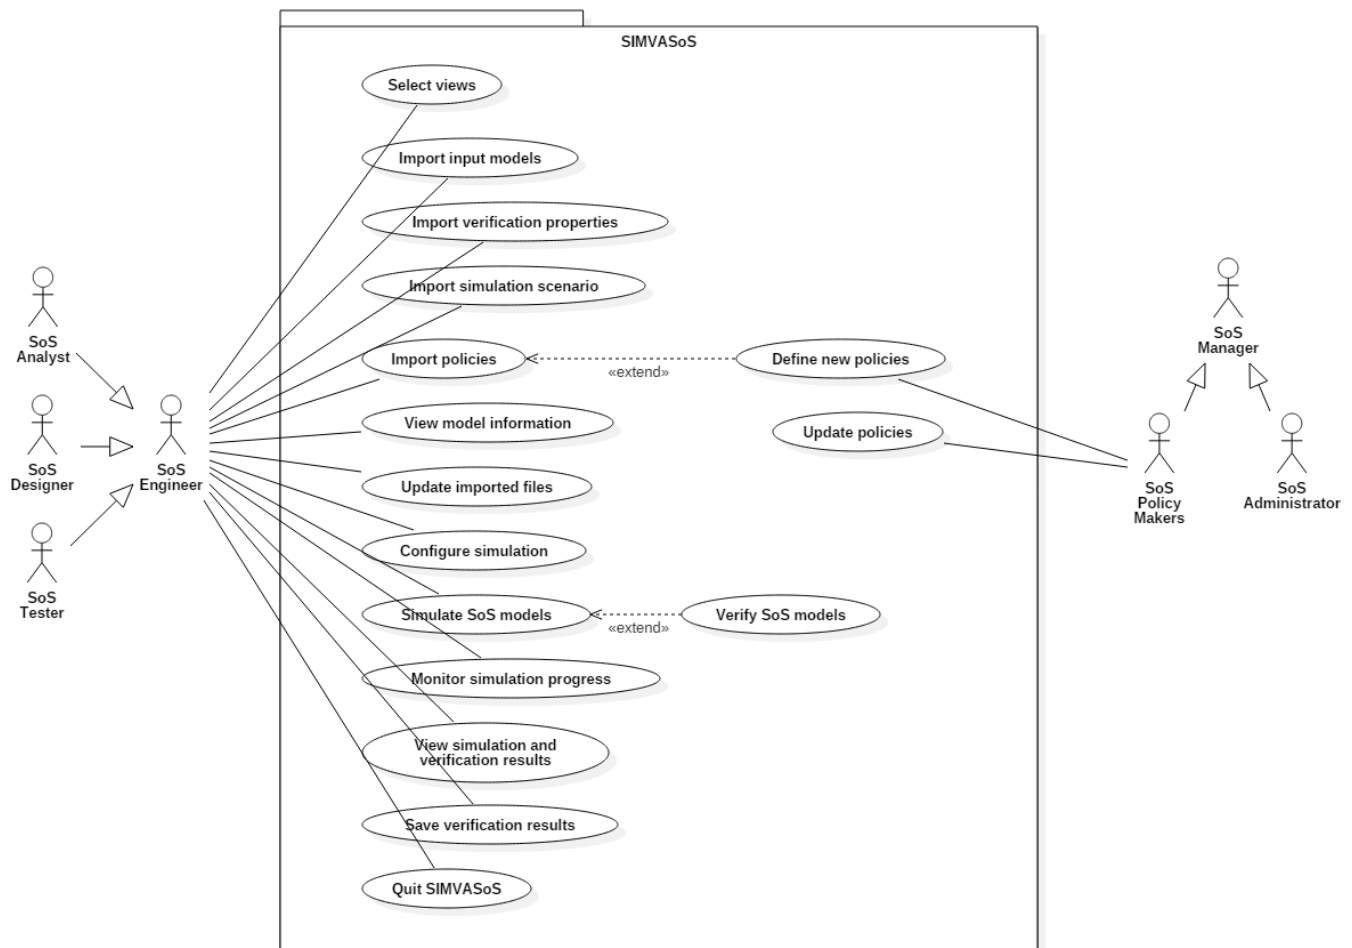 SIMVASoS
Select views
Import input models
Import verification properties
Import simulation scenario
Import policies
«extend»
Define new policies
View model information
Update policies
Update imported files
Configure simulation
Simulate SoS models
«extend»
Verify SoS models
Monitor simulation progress
View simulation and
verification results
Save verification results
Quit SIMVASoS
SoS
Analyst
SoS
Designer
SoS
Tester
SoS
Engineer
SoS
Manager
SoS
Policy
Makers
SoS
Administrator